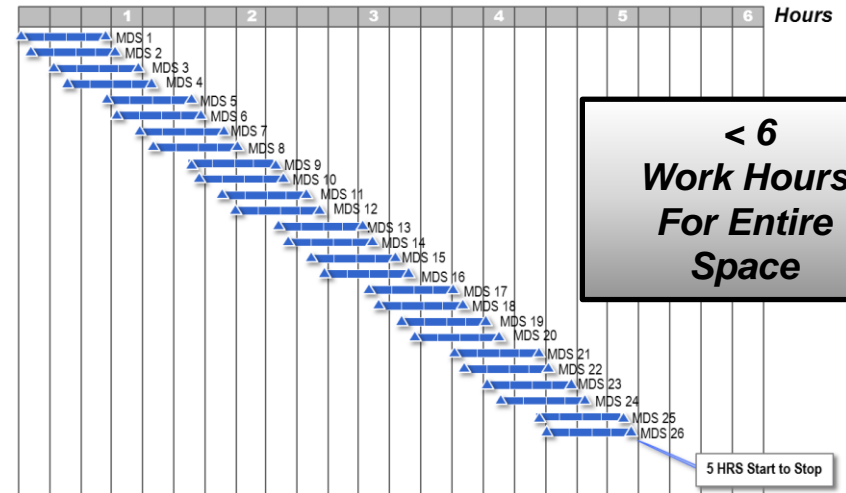 1 2 3 4 5 6 Hours
MDS 1
MDS 2
MDS 3
MDS 4
MDS 5
MDS 6
MDS 7
MDS 8
MDS 9
MDS 10
MDS 11
MDS 12
MDS 13
MDS 14
MDS 15
MDS 16
MDS 17
MDS 18
MDS 19
MDS 20
MDS 21
MDS 22
MDS 23
MDS 24
MDS 25
MDS 26
< 6
Work Hours
For Entire
Space
5 HRS Start to Stop